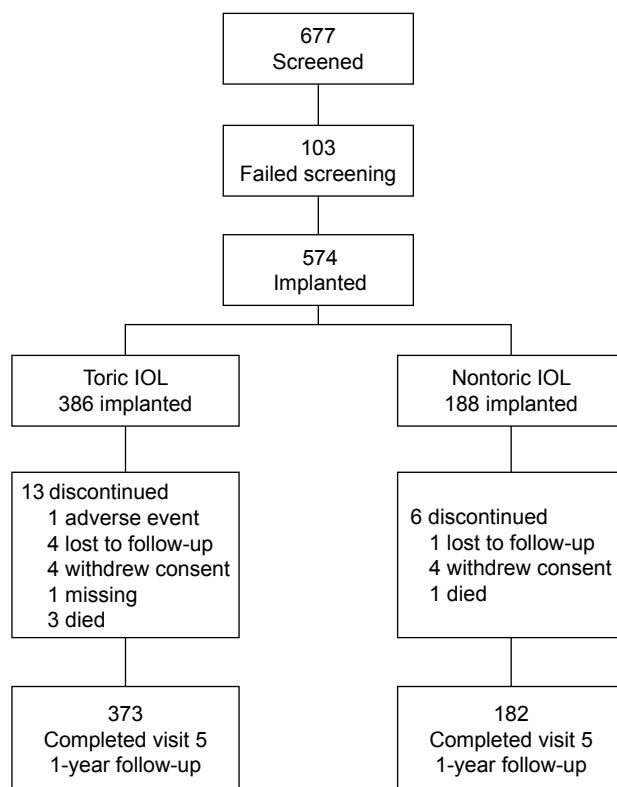 677
Screened
103
Failed screening
574
Implanted
Toric IOL
386 implanted
Nontoric IOL
188 implanted
13 discontinued
1 adverse event
4 lost to follow-up
4 withdrew consent
1 missing
3 died
6 discontinued
1 lost to follow-up
4 withdrew consent
1 died
373
Completed visit 5
1-year follow-up
182
Completed visit 5
1-year follow-up